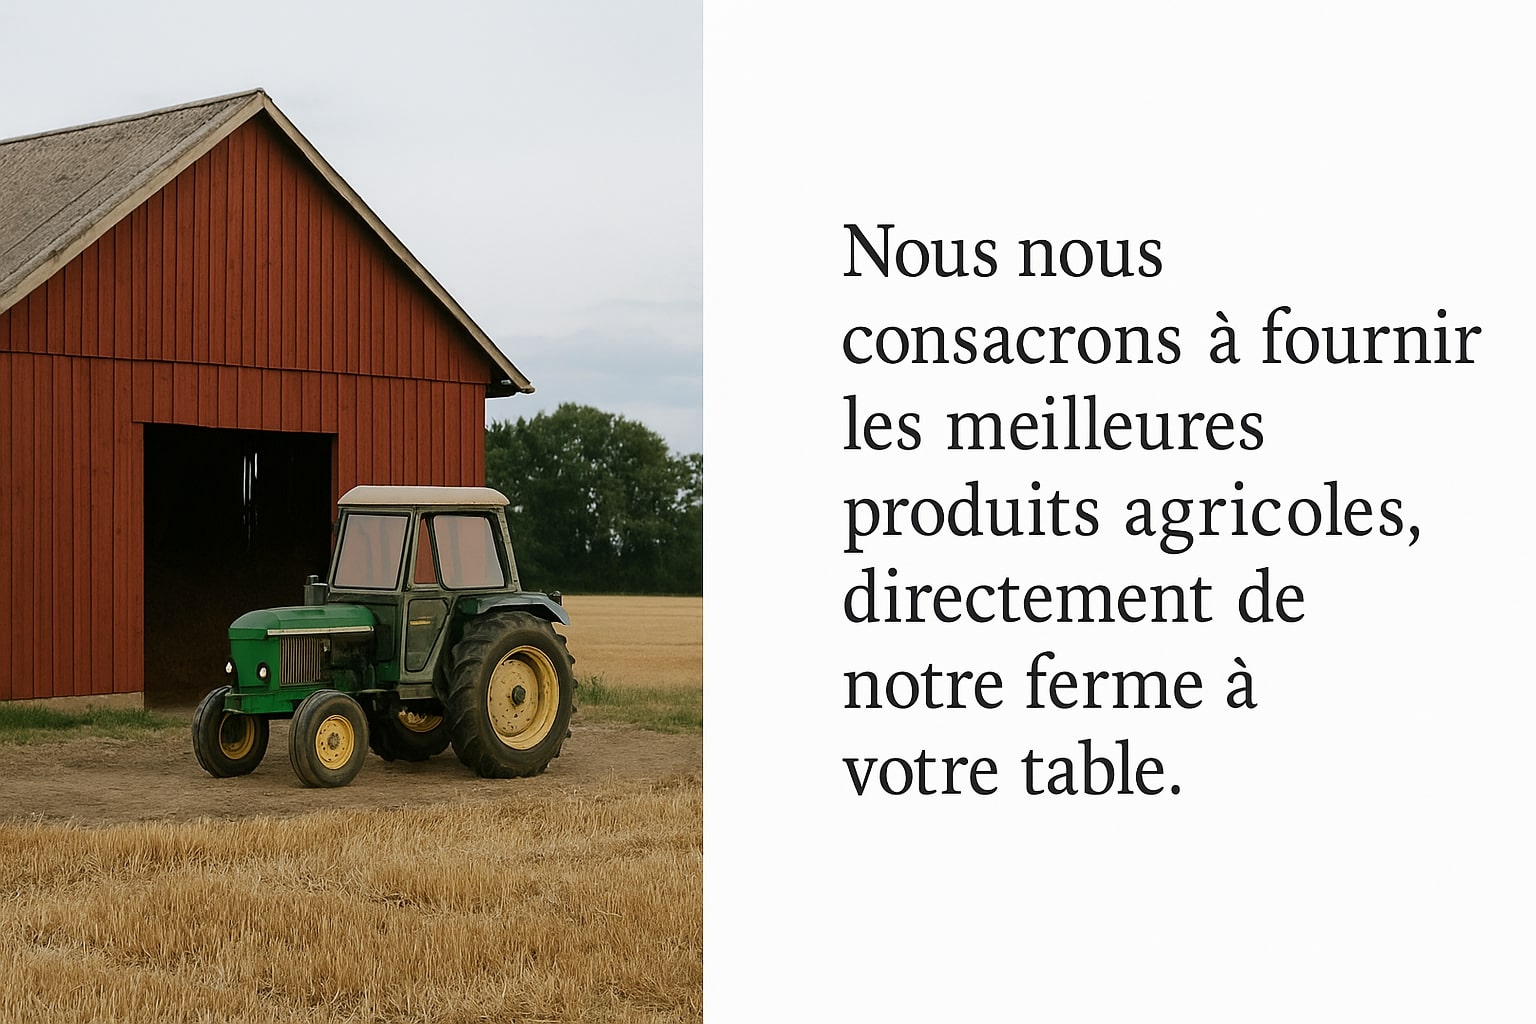 Nous nous
consacrons à fournir
les meilleures
produits agricoles,
directement de
notre ferme à
votre table.